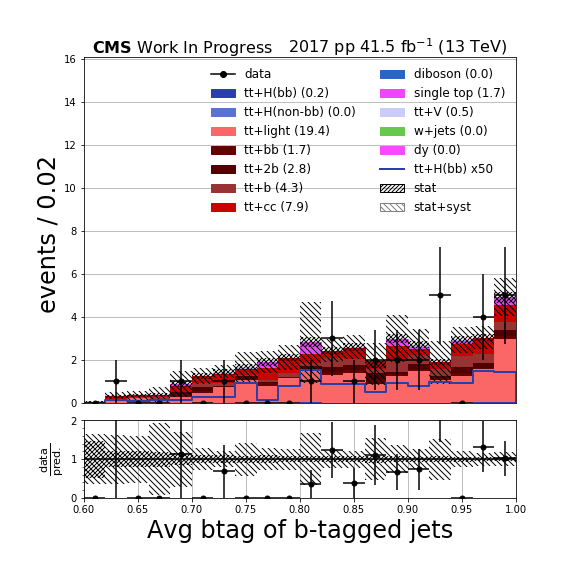 CMS Work In Progress 2017 pp 41.5 fb⁻¹ (13 TeV)
data
tt+H(bb) (0.2)
tt+H(non-bb) (0.0)
tt+light (19.4)
tt+bb (1.7)
tt+2b (2.8)
tt+b (4.3)
tt+cc (7.9)
diboson (0.0)
single top (1.7)
tt+V (0.5)
w+jets (0.0)
dy (0.0)
tt+H(bb) x50
stat
stat+syst
events / 0.02
16
14
12
10
8
6
4
2
0
data
pred.
2
1
0
0.60 0.65 0.70 0.75 0.80 0.85 0.90 0.95 1.00
Avg btag of b-tagged jets